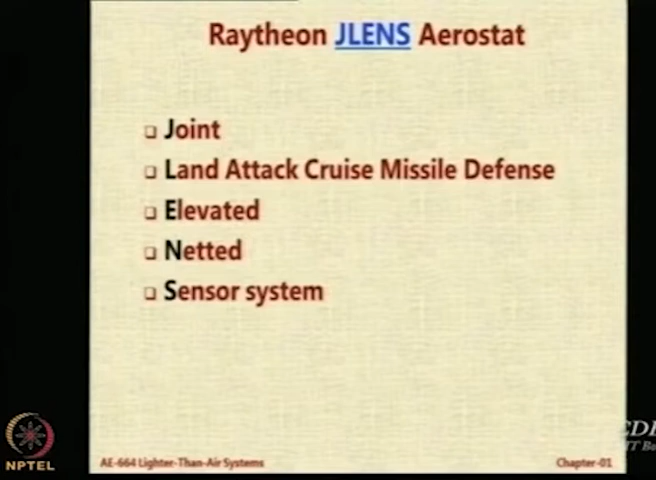 Raytheon JLENS Aerostat
Joint
Land Attack Cruise Missile Defense
Elevated
Netted
Sensor system
NPTEL
AE-664 Lighter-Than-Air Systems
Chapter-01